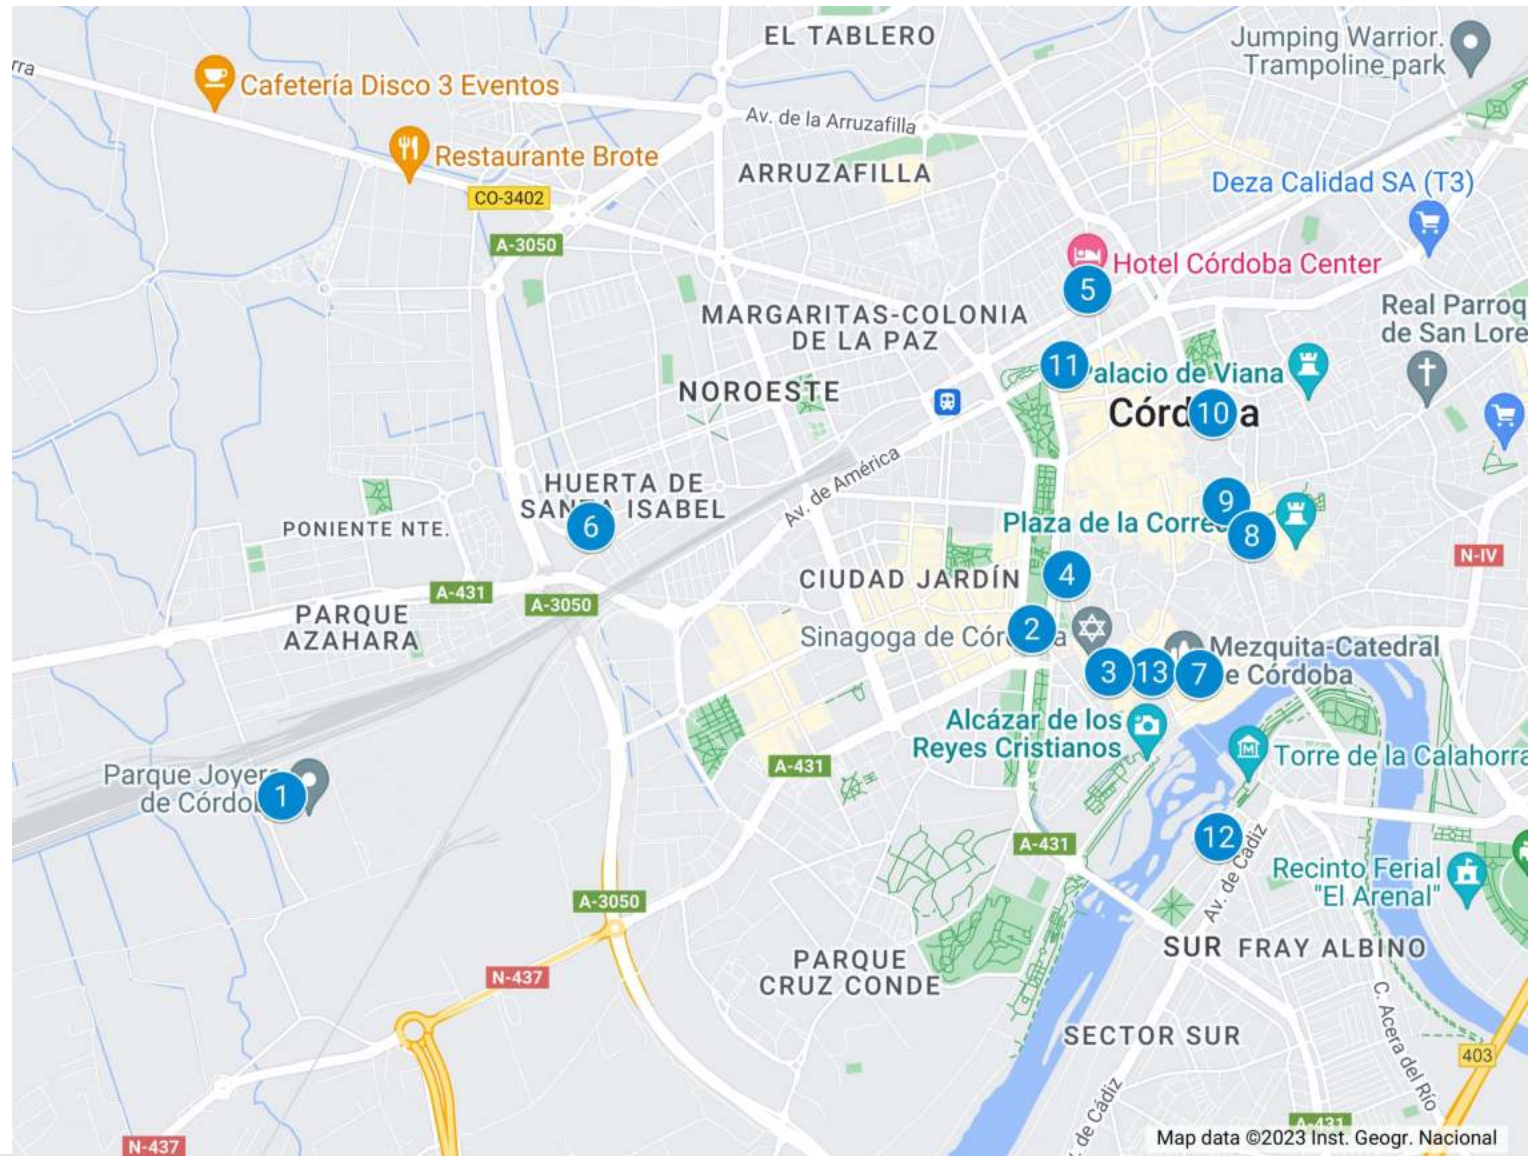 EL TABLERO
Jumping Warrior.
Trampoline park
rra
Cafetería Disco 3 Eventos
Av. de la Arruzafilla
Restaurante Brote
ARRUZAFILLA
Deza Calidad SA (T3)
CO-3402
A-3050
Hotel Córdoba Center
5
MARGARITAS-COLONIA
DE LA PAZ
Real Parroq
de San Lore
11
alacio de Viana
NOROESTE
Córd
10
a
HUERTA DE
SAN
A ISABEL
6
Av. de América
9
Plaza de la Corre
8
PONIENTE NTE.
N-IV
CIUDAD JARDÍN
4
A-431
A-3050
PARQUE
AZAHARA
2
Sinagoga de Córd
a
Mezquita-Catedral
e Córdoba
3
13
7
Alcázar de los
Reyes Cristianos
Torre de la Calahorra
A-431
Parque Joyer
de Córdo
1
12
A-431
Av. de Cádiz
Recinto Ferial
"El Arenal"
A-3050
SUR
FRAY ALBINO
PARQUE
CRUZ CONDE
N-437
C. Acera del Río
SECTOR SUR
403
. de Cádiz
A-431
N-437
Map data ©2023 Inst. Geogr. Nacional